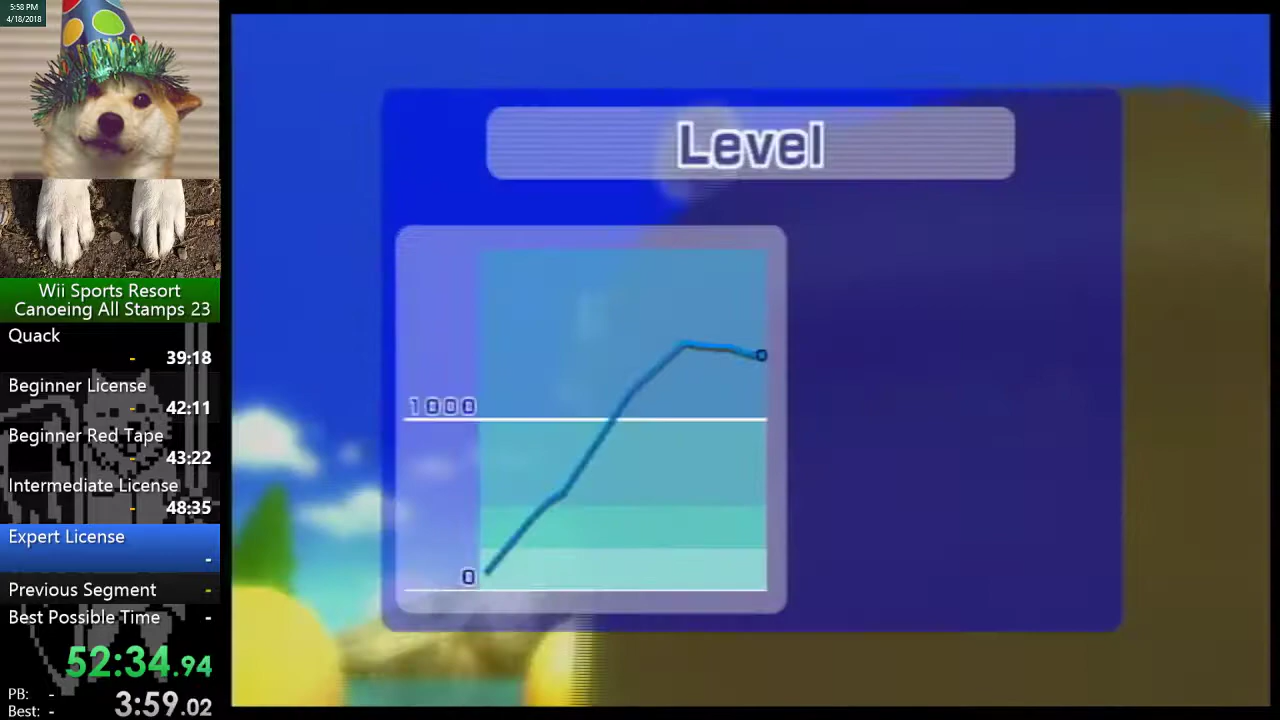 5:58 PM
4/18/2018
Wii Sports Resort
Canoeing All Stamps 23
Quack
- 39:18
Beginner License
- 42:11
Beginner Red Tape
- 43:22
Intermediate License
- 48:35
Expert License
-
Previous Segment -
Best Possible Time -
52:34.94
PB: -
Best: - 3:59.02
Level
1000
0